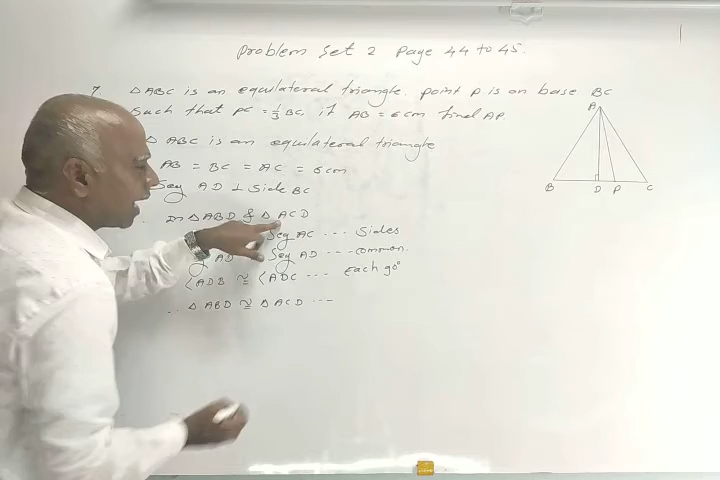 Problem Set 2 Page 44 to 45.
7. △ABC is an equilateral triangle. point P is on base BC
Such that PC = 1/3 BC, if AB = 6cm find AP
△ ABC is an equilateral triangle
AB = BC = AC = 6cm
Seg AD ⊥ Side BC
In △ABD & △ACD
Seg AC --- Sides
AD Seg AD --- common.
∠ADB ≅ ∠ADC --- Each 90°
∴ △ABD ≅ △ACD ---
A
B D P C